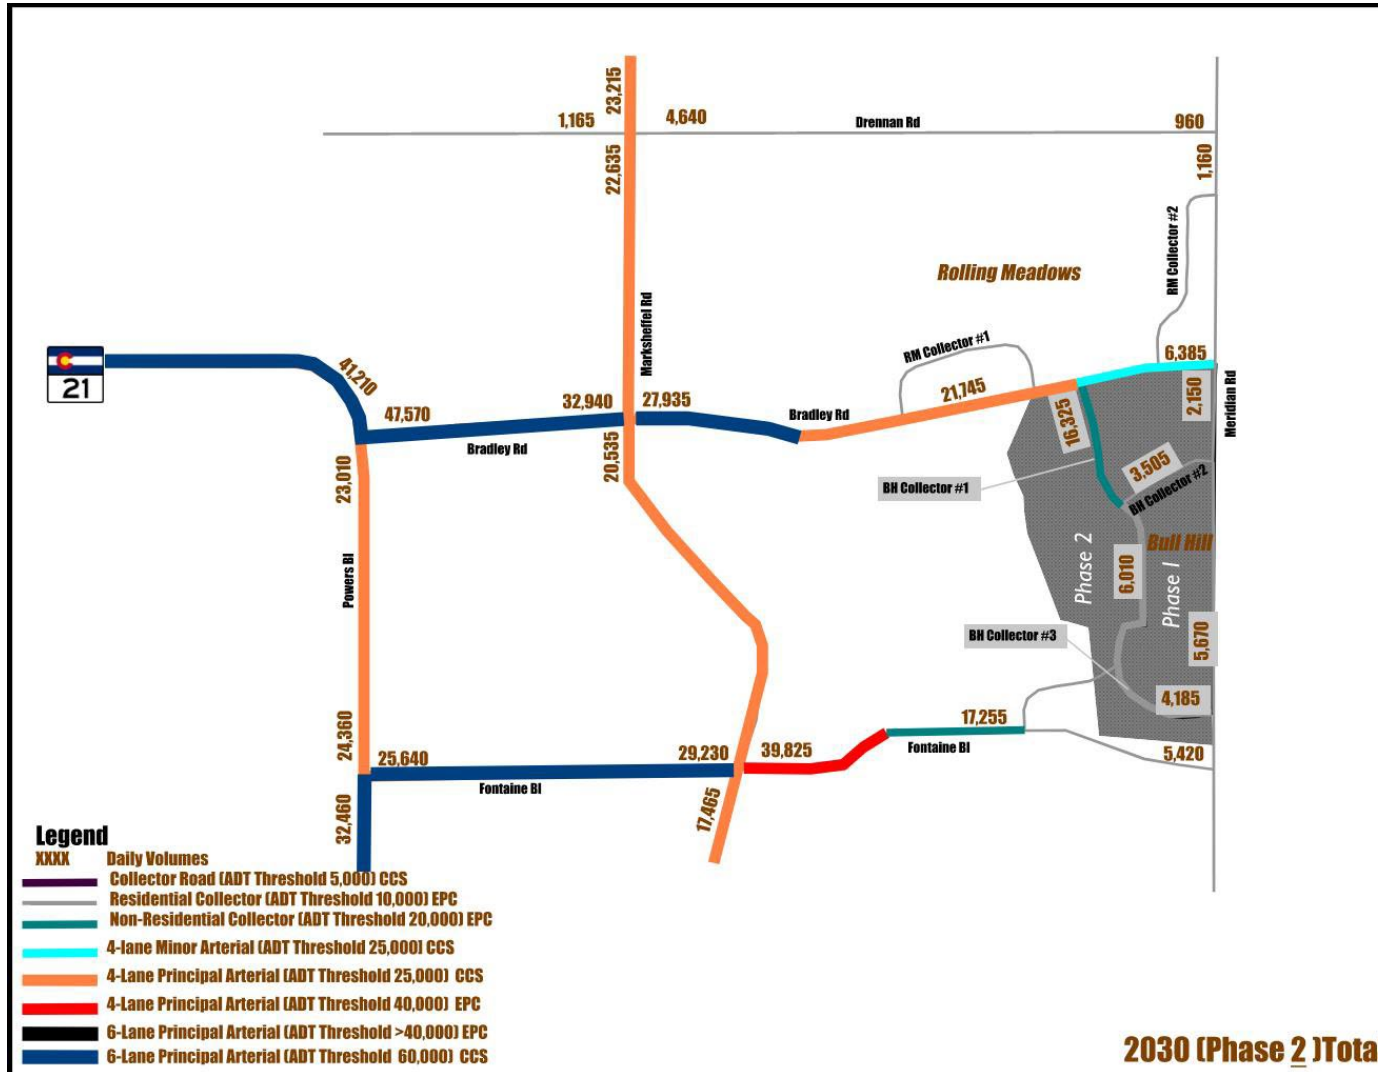 23,215
1,165
4,640
Drennan Rd
960
22,635
1,160
RM Collector #2
Rolling Meadows
Marksheffel Rd
RM Collector #1
6,385
21
41,210
47,570
32,940
27,935
Bradley Rd
21,745
2,150
Meridian Rd
Bradley Rd
16,325
20,535
23,010
3,505
BH Collector #1
BH Collector #2
Phase 2
Bull Hill
6,010
Phase 1
Powers Bl
BH Collector #3
5,670
4,185
24,360
25,640
29,230
39,825
17,255
Fontaine Bl
5,420
Fontaine Bl
32,460
17,465
Legend
XXXX Daily Volumes
Collector Road (ADT Threshold 5,000) CCS
Residential Collector (ADT Threshold 10,000) EPC
Non-Residential Collector (ADT Threshold 20,000) EPC
4-lane Minor Arterial (ADT Threshold 25,000) CCS
4-Lane Principal Arterial (ADT Threshold 25,000) CCS
4-Lane Principal Arterial (ADT Threshold 40,000) EPC
6-Lane Principal Arterial (ADT Threshold >40,000) EPC
6-Lane Principal Arterial (ADT Threshold 60,000) CCS
2030 (Phase 2 )Tota